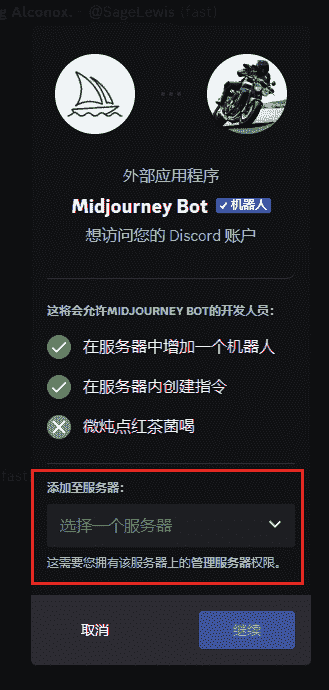 g Alconox. @SageLewis (fast)
外部应用程序
Midjourney Bot ✓ 机器人
想访问您的 Discord 账户
这将会允许MIDJOURNEY BOT的开发人员：
在服务器中增加一个机器人
在服务器内创建指令
微炖点红茶菌喝
添加至服务器：
选择一个服务器
这需要您拥有该服务器上的管理服务器权限。
取消
继续